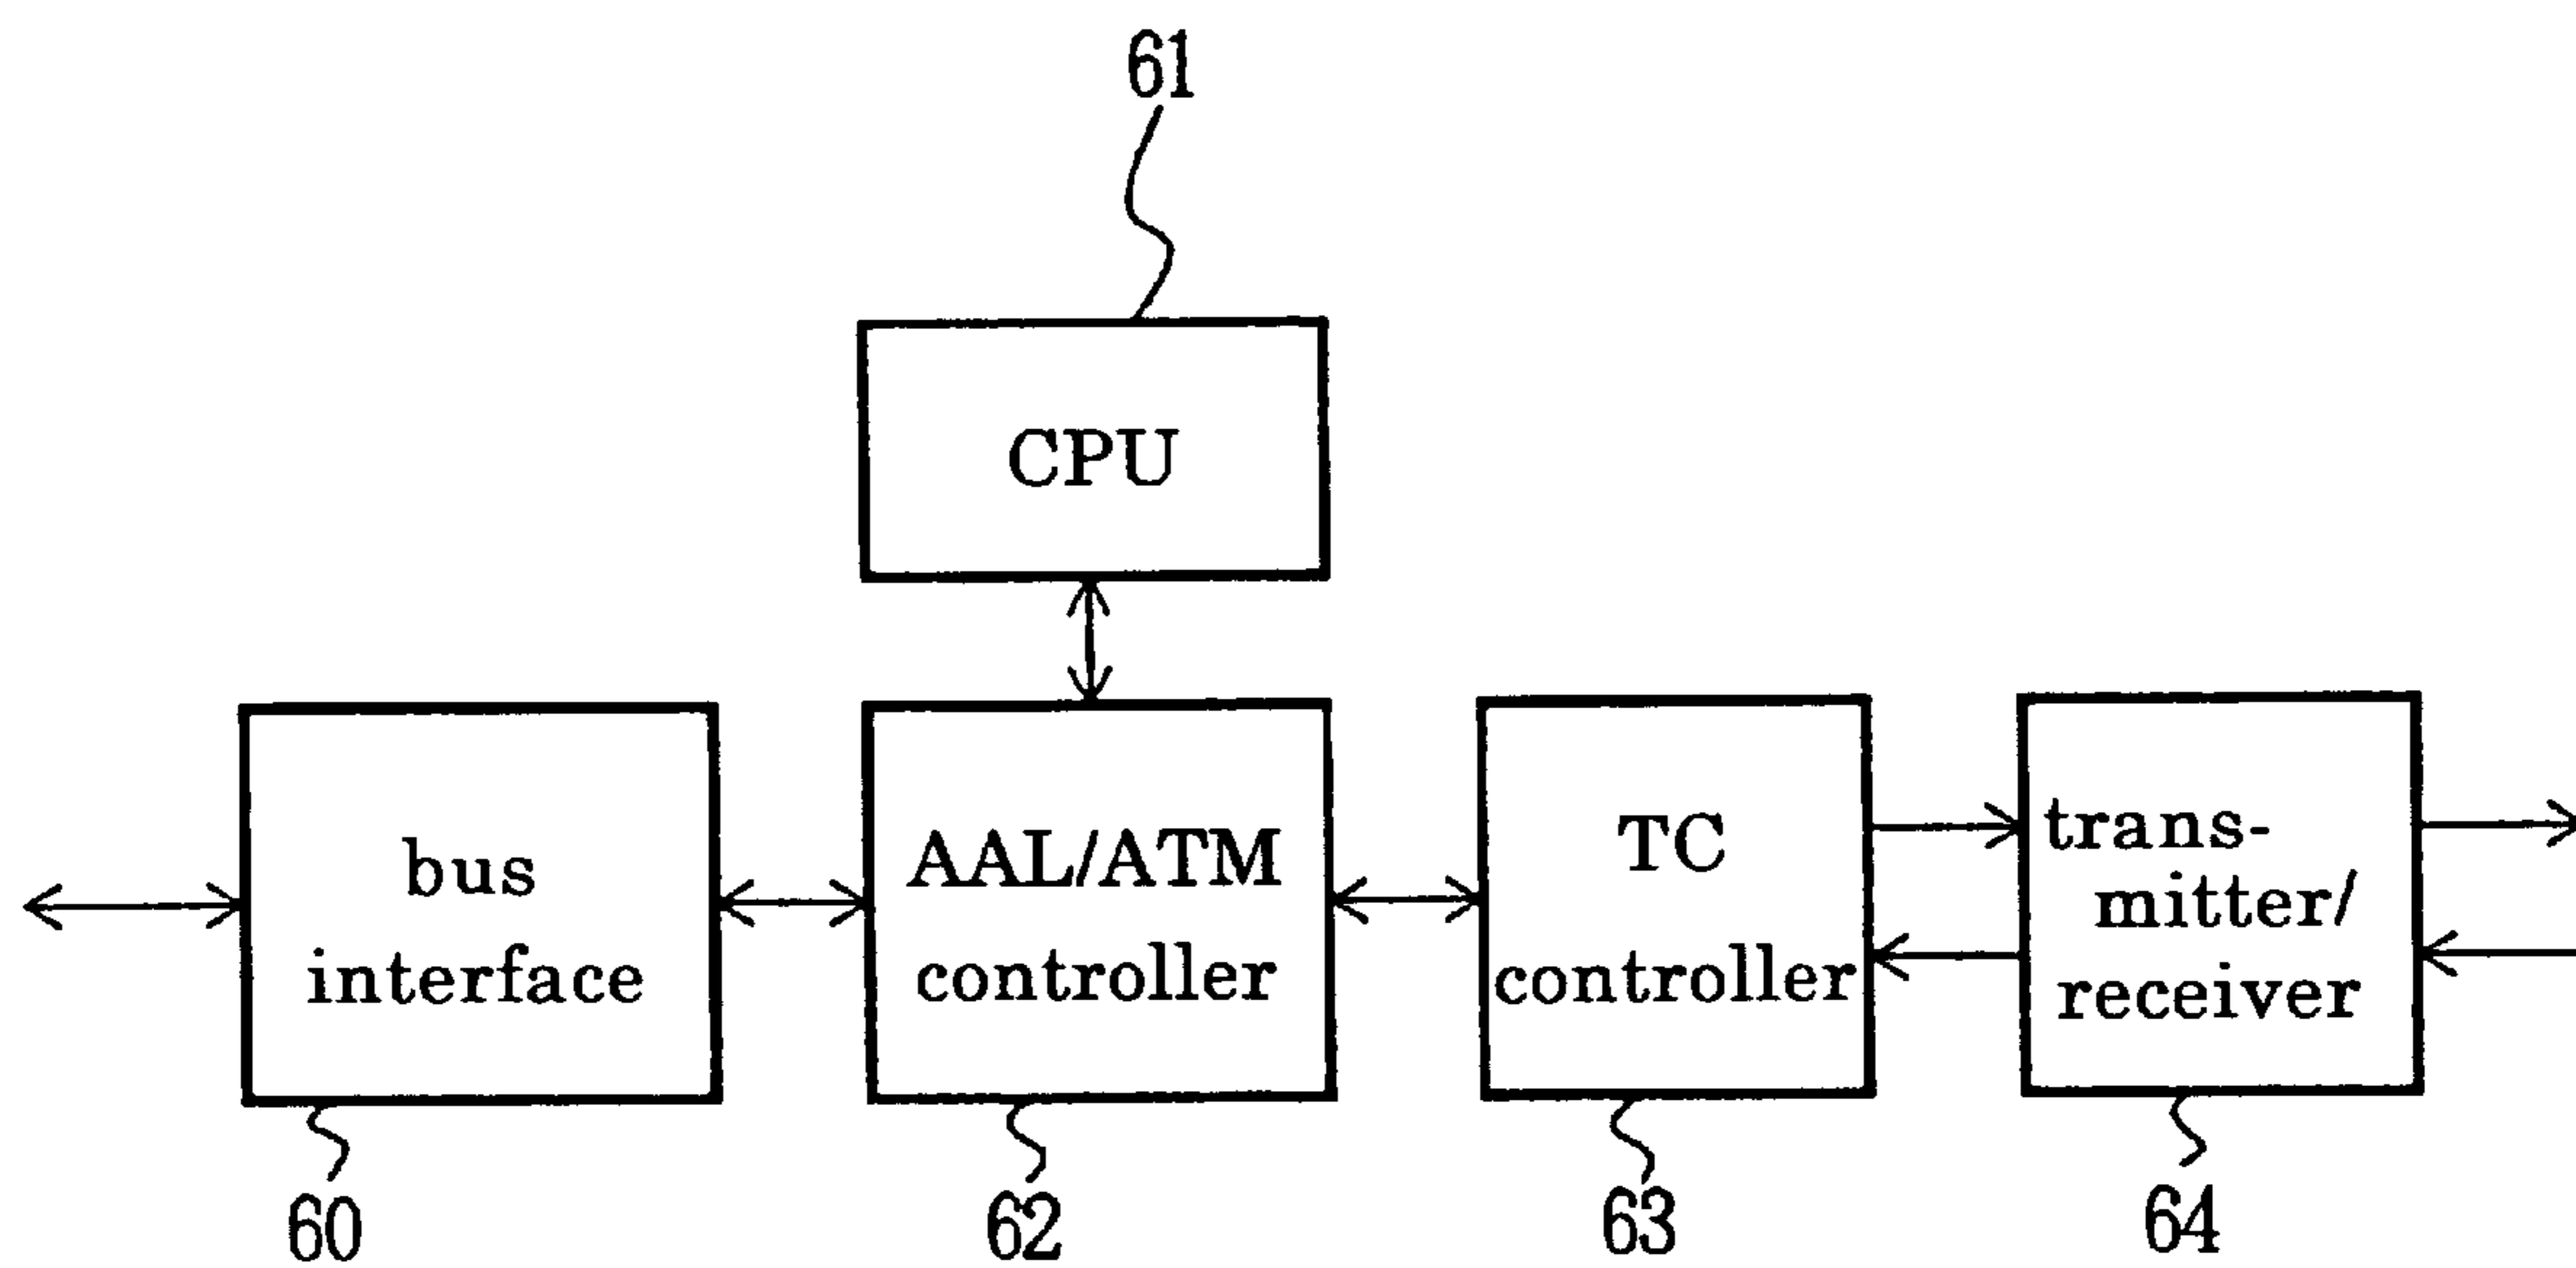 61
CPU
bus
interface
AAL/ATM
controller
TC
controller
trans-
mitter/
receiver
60
62
63
64